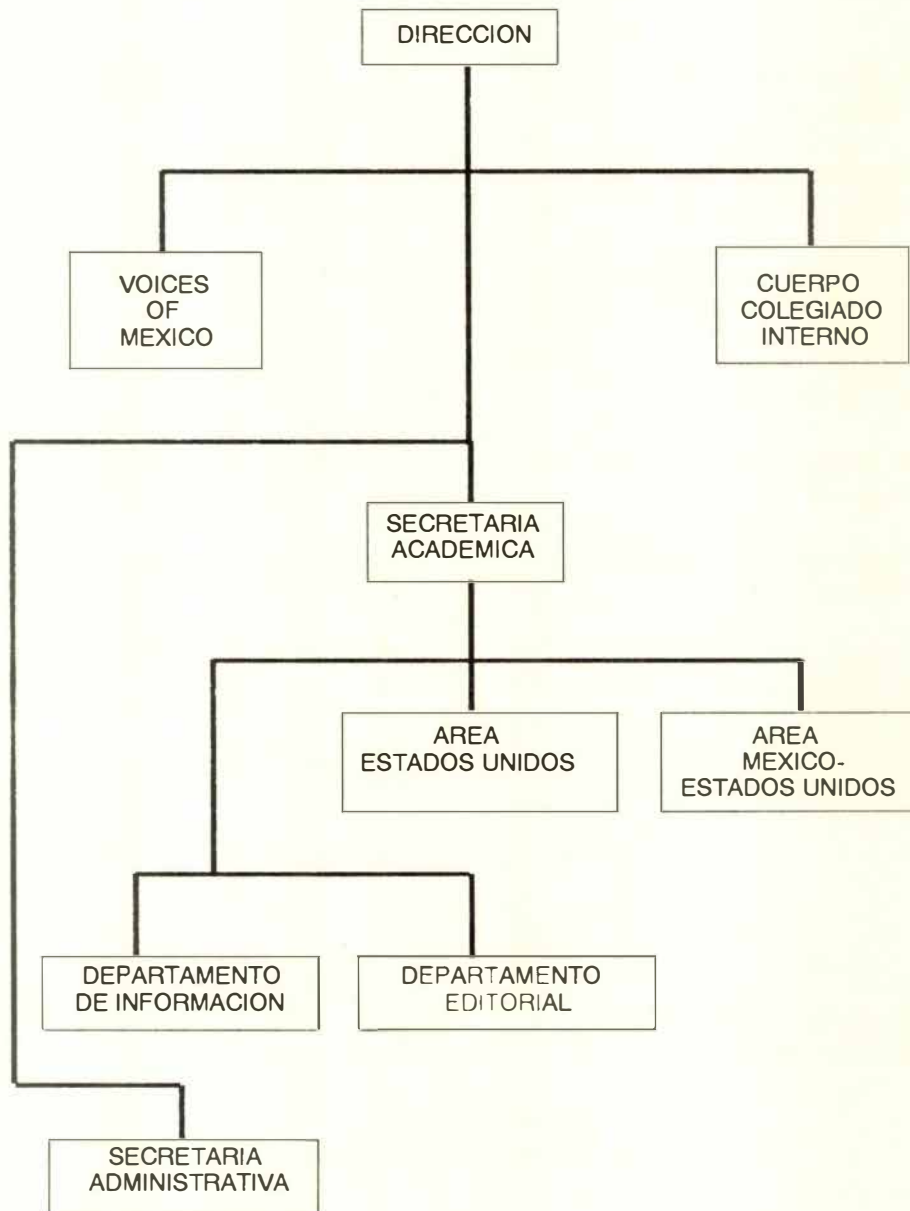 DIRECCION
VOICES
OF
MEXICO
CUERPO
COLEGIADO
INTERNO
SECRETARIA
ACADEMICA
AREA
ESTADOS UNIDOS
AREA
MEXICO-
ESTADOS UNIDOS
DEPARTAMENTO
DE INFORMACION
DEPARTAMENTO
EDITORIAL
SECRETARIA
ADMINISTRATIVA